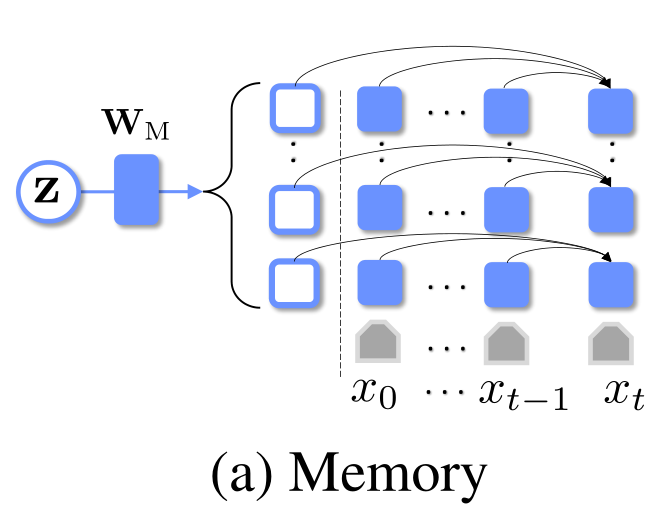 w_M
z
x_0 ··· x_{t−1} x_t
(a) Memory